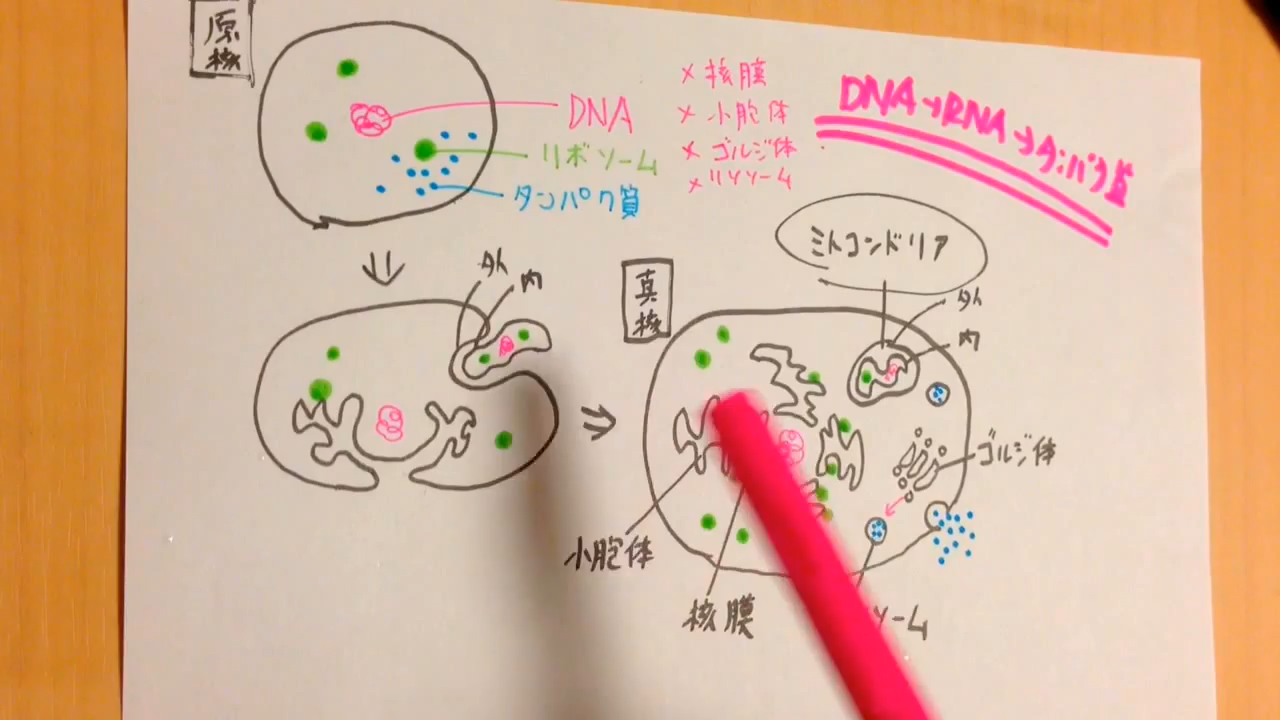 原核
DNA
リボソーム
タンパク質
×核膜
×小胞体
×ゴルジ体
×リソソーム
DNA→RNA→タンパク質
外
内
真核
ミトコンドリア
外
内
ゴルジ体
小胞体
核膜
ソーム